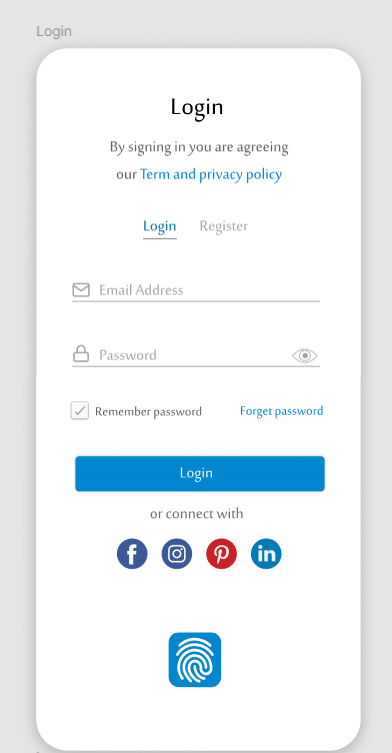 Login
Login
By signing in you are agreeing
our Term and privacy policy
Login Register
Email Address
Password
Remember password Forget password
Login
or connect with